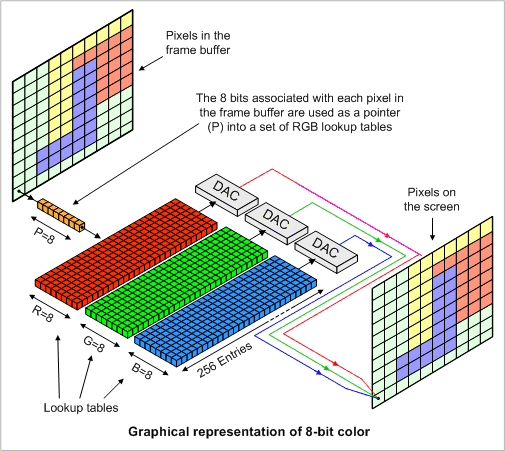 Pixels in the
frame buffer
The 8 bits associated with each pixel in
the frame buffer are used as a pointer
(P) into a set of RGB lookup tables
DAC
DAC
DAC
Pixels on
the screen
P=8
R=8
G=8
B=8
256 Entries
Lookup tables
Graphical representation of 8-bit color